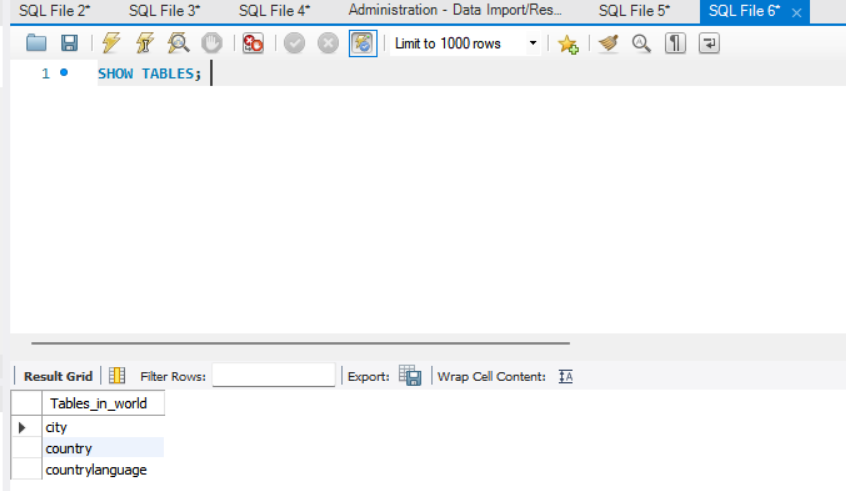 SQL File 2* SQL File 3* SQL File 4* Administration - Data Import/Res... SQL File 5* SQL File 6* ×
Limit to 1000 rows
1 SHOW TABLES;
Result Grid Filter Rows: Export: Wrap Cell Content: IA
Tables_in_world
city
country
countrylanguage